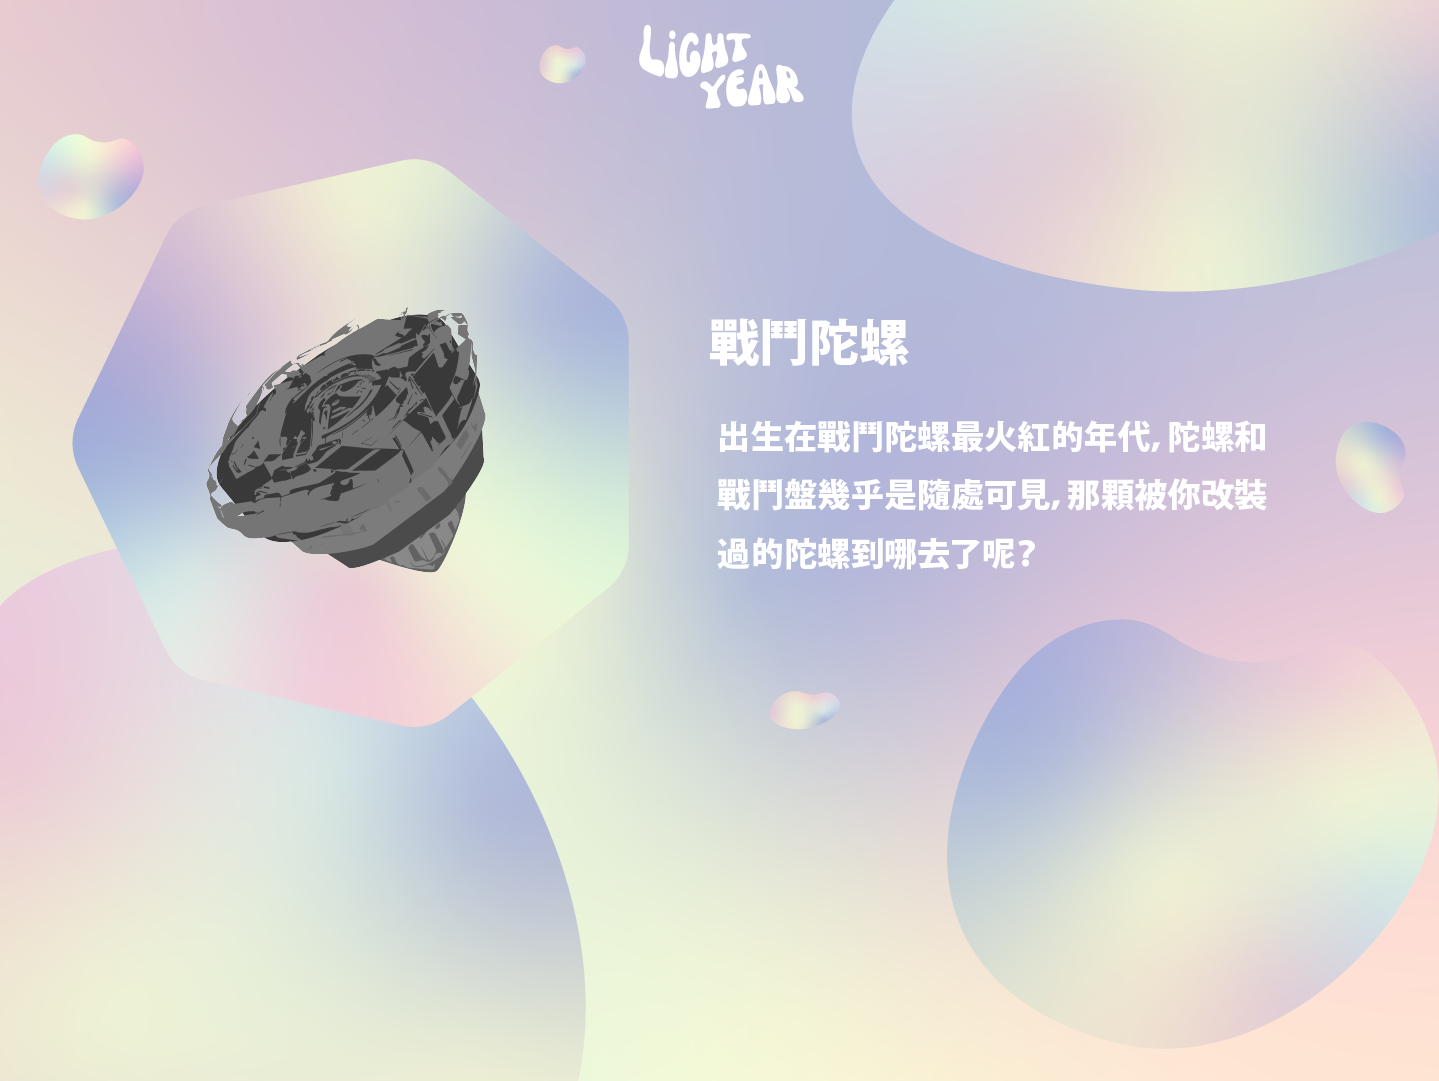 LiGHT
YEAR
戰鬥陀螺
出生在戰鬥陀螺最火紅的年代, 陀螺和
戰鬥盤幾乎是隨處可見, 那顆被你改裝
過的陀螺到哪去了呢?